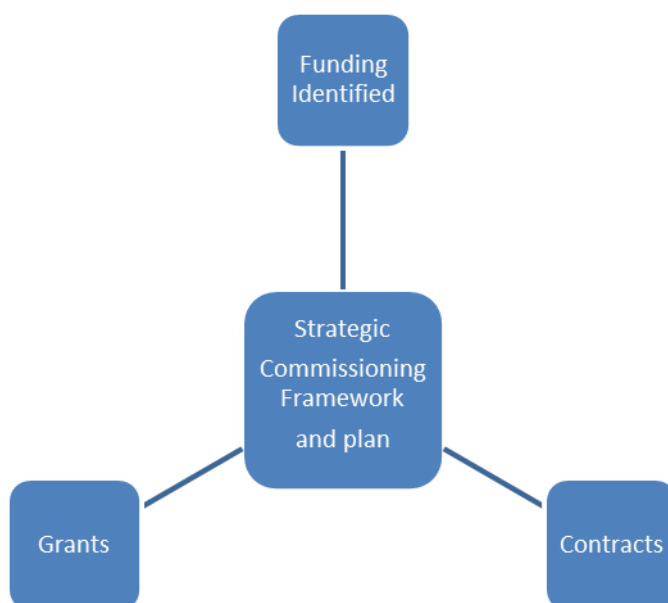 Funding
Identified
Strategic
Commissioning
Framework
and plan
Grants
Contracts